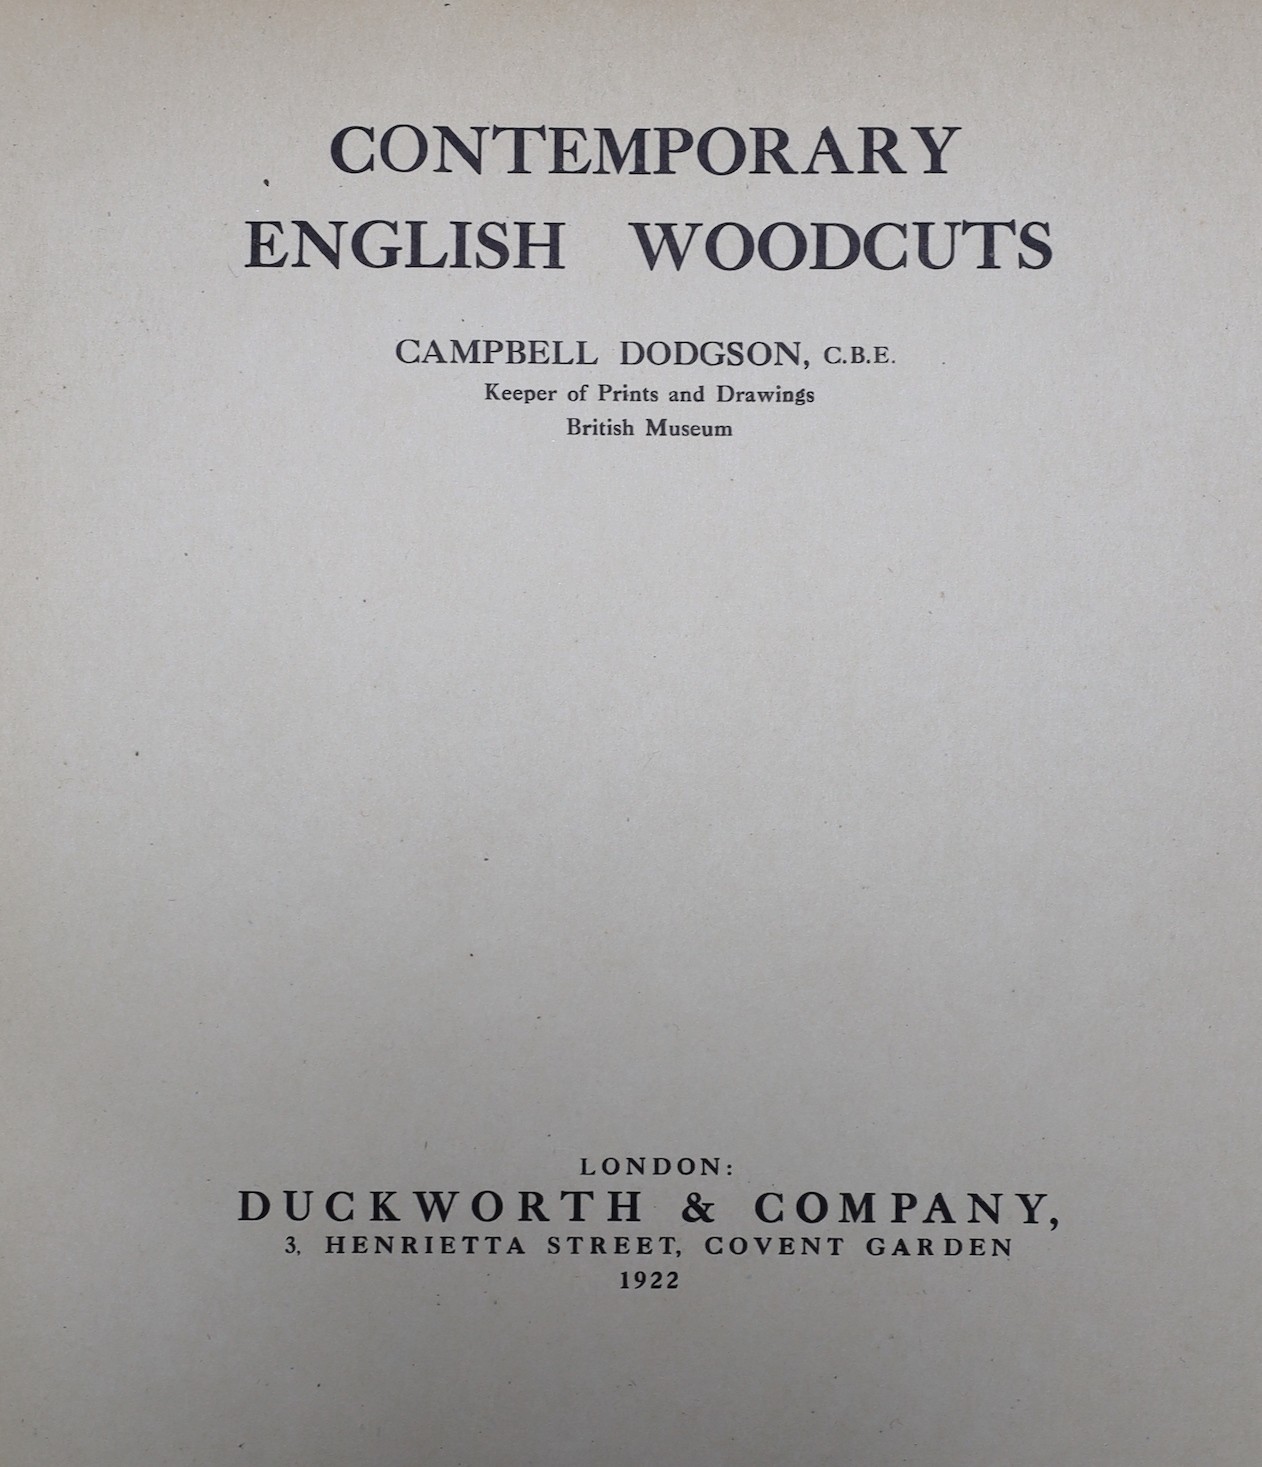 CONTEMPORARY
ENGLISH WOODCUTS
CAMPBELL DODGSON, C.B.E.
Keeper of Prints and Drawings
British Museum
LONDON:
DUCKWORTH & COMPANY,
3, HENRIETTA STREET, COVENT GARDEN
1922